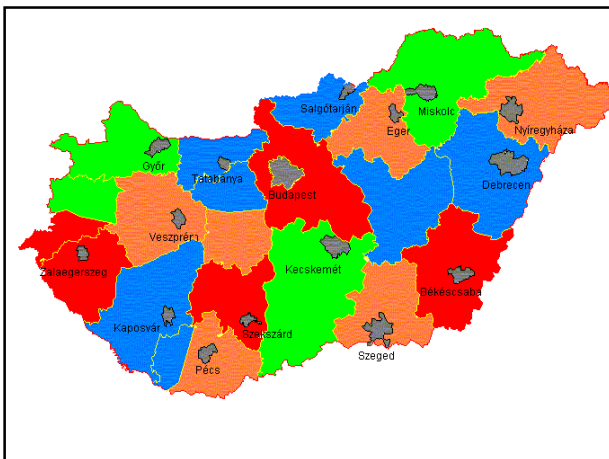 Salgótarján
Miskolc
Eger
Nyíregyháza
Győr
Tatabánya
Debrecen
Budapest
Veszprém
Kecskemét
Zalaegerszeg
Békéscsaba
Kaposvár
Szekszárd
Szeged
Pécs